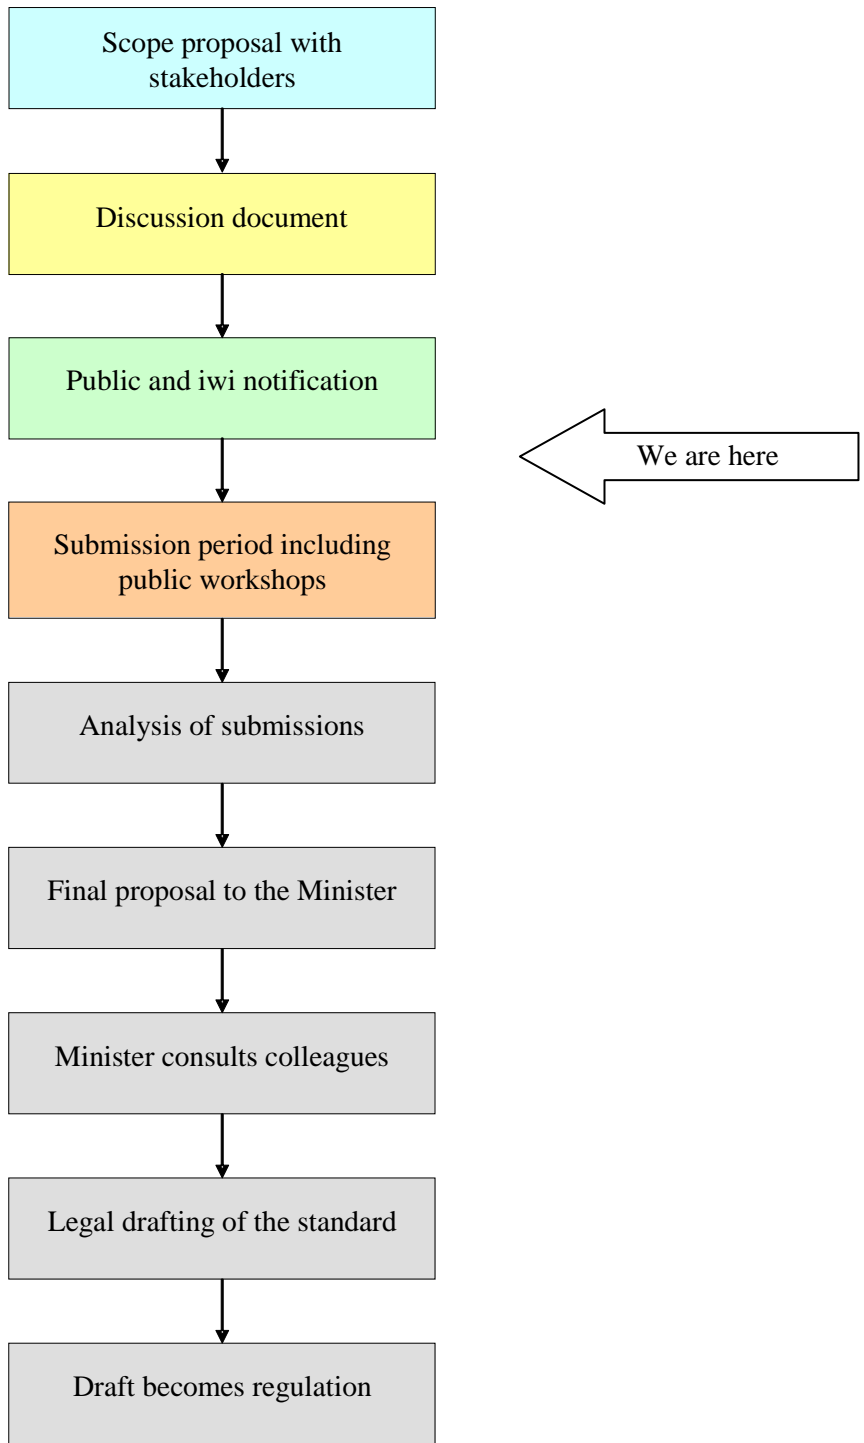 Scope proposal with
stakeholders
Discussion document
Public and iwi notification
We are here
Submission period including
public workshops
Analysis of submissions
Final proposal to the Minister
Minister consults colleagues
Legal drafting of the standard
Draft becomes regulation